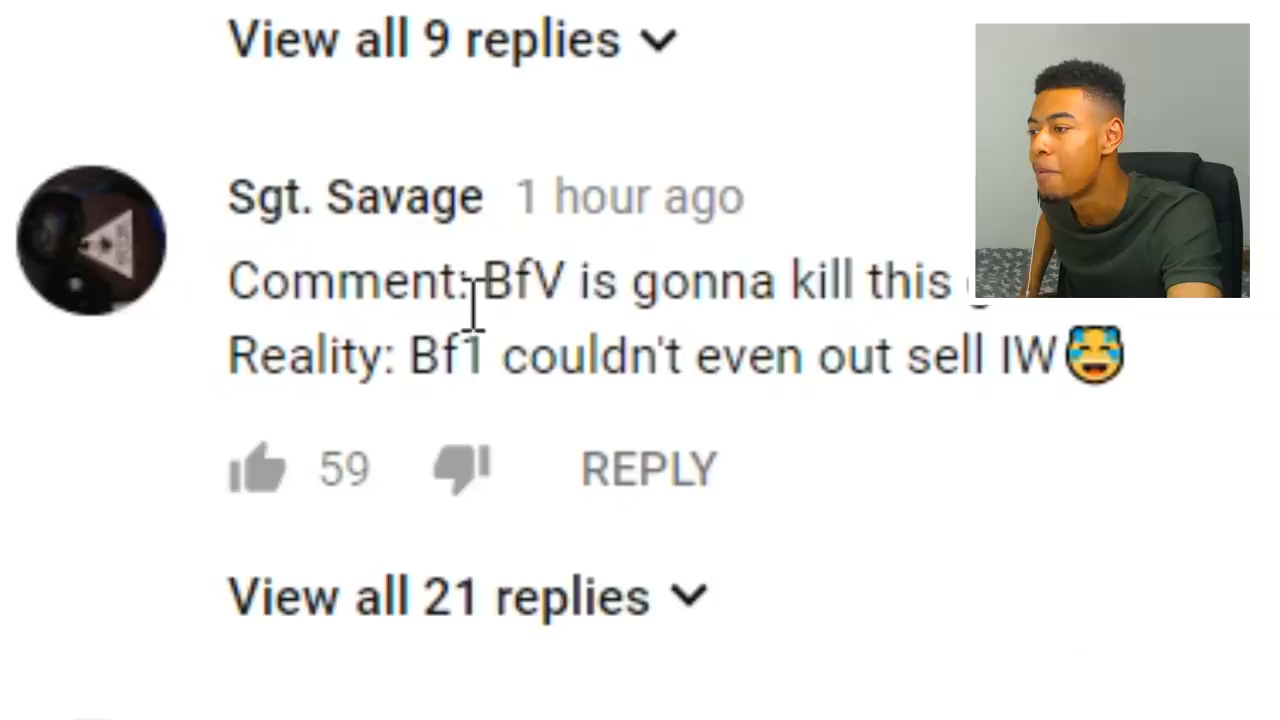 View all 9 replies
Sgt. Savage 1 hour ago
Comment: BfV is gonna kill this
Reality: Bf1 couldn't even out sell IW😂
59 REPLY
View all 21 replies